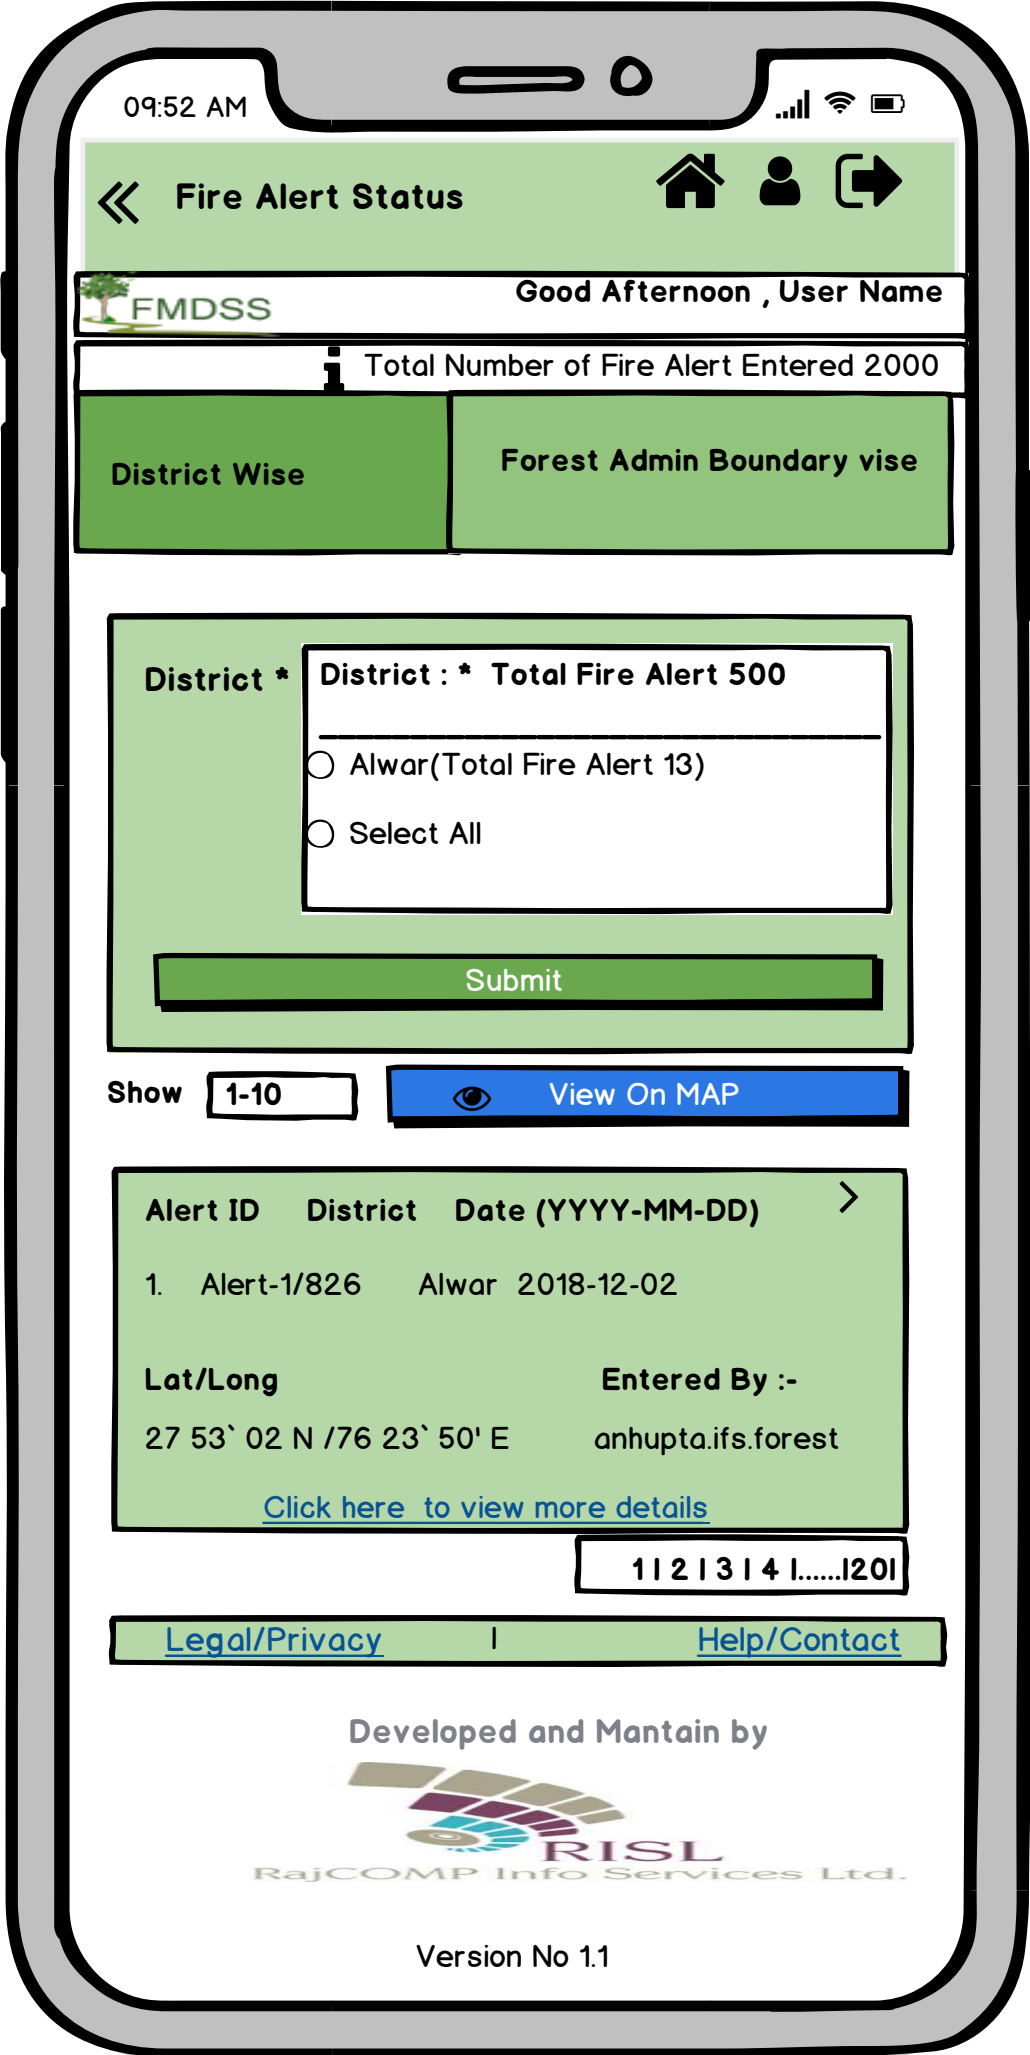 09:52 AM
Fire Alert Status
FMDSS
Good Afternoon , User Name
Total Number of Fire Alert Entered 2000
District Wise
Forest Admin Boundary vise
District *
District : * Total Fire Alert 500
Alwar(Total Fire Alert 13)
Select All
Submit
Show 1-10 View On MAP
Alert ID District Date (YYYY-MM-DD)
1. Alert-1/826 Alwar 2018-12-02
Lat/Long Entered By :-
27 53` 02 N /76 23` 50' E anhupta.ifs.forest
Click here to view more details
1 | 2 | 3 | 4 |......|20|
Legal/Privacy | Help/Contact
Developed and Mantain by
RISL
RajCOMP Info Services Ltd.
Version No 1.1